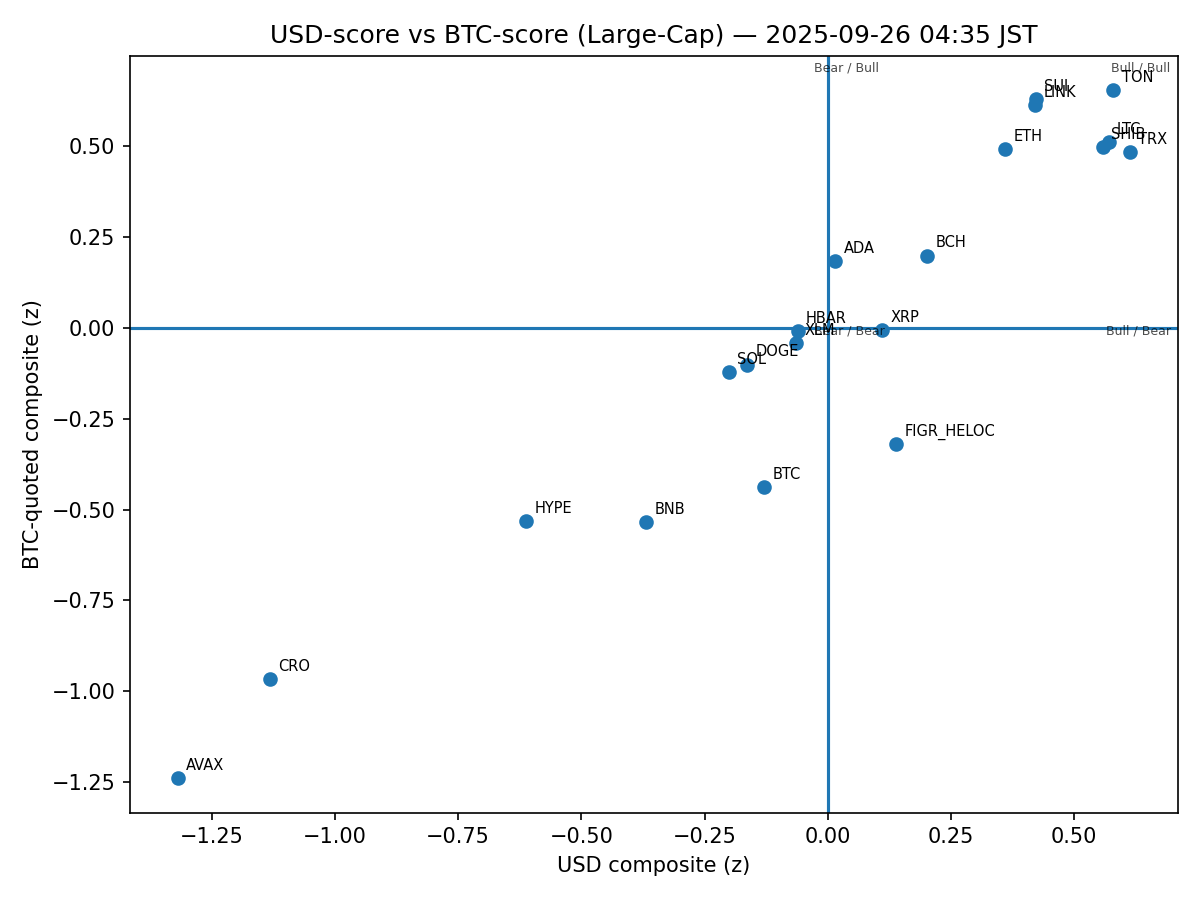 USD-score vs BTC-score (Large-Cap) — 2025-09-26 04:35 JST
Bear / Bull
Bull / Bull
TON
SUI
LINK
LTC
SHIB
TRX
ETH
BCH
ADA
HBAR
XRP
XLM
Bear / Bear
Bull / Bear
DOGE
SOL
FIGR_HELOC
BTC
HYPE
BNB
CRO
AVAX
0.50
0.25
0.00
−0.25
−0.50
−0.75
−1.00
−1.25
BTC-quoted composite (z)
−1.25
−1.00
−0.75
−0.50
−0.25
0.00
0.25
0.50
USD composite (z)